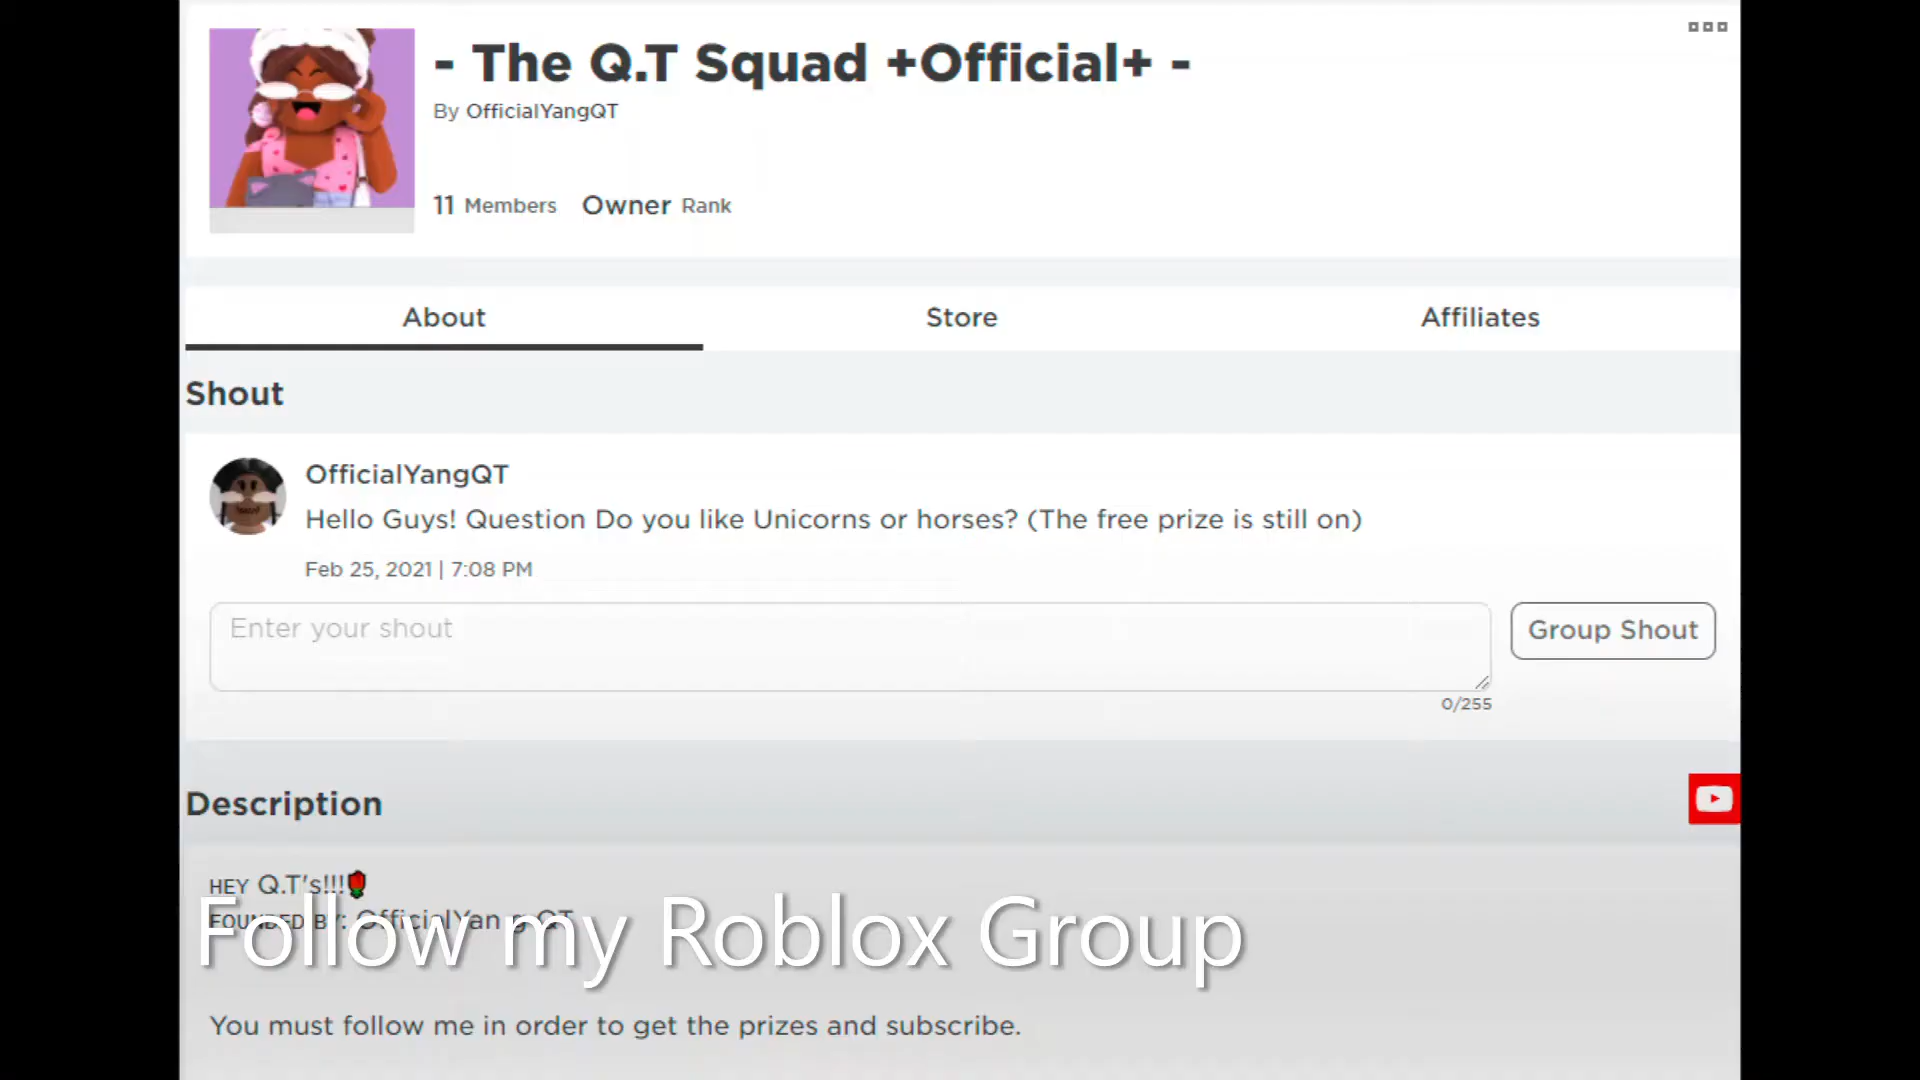 - The Q.T Squad +Official+ -
By OfficialYangQT
11 Members Owner Rank
About Store Affiliates
Shout
OfficialYangQT
Hello Guys! Question Do you like Unicorns or horses? (The free prize is still on)
Feb 25, 2021 | 7:08 PM
Enter your shout
Group Shout
0/255
Description
HEY Q.T's!!!🌹
FOUNDED BY: OfficialYangQT
Follow my Roblox Group
You must follow me in order to get the prizes and subscribe.